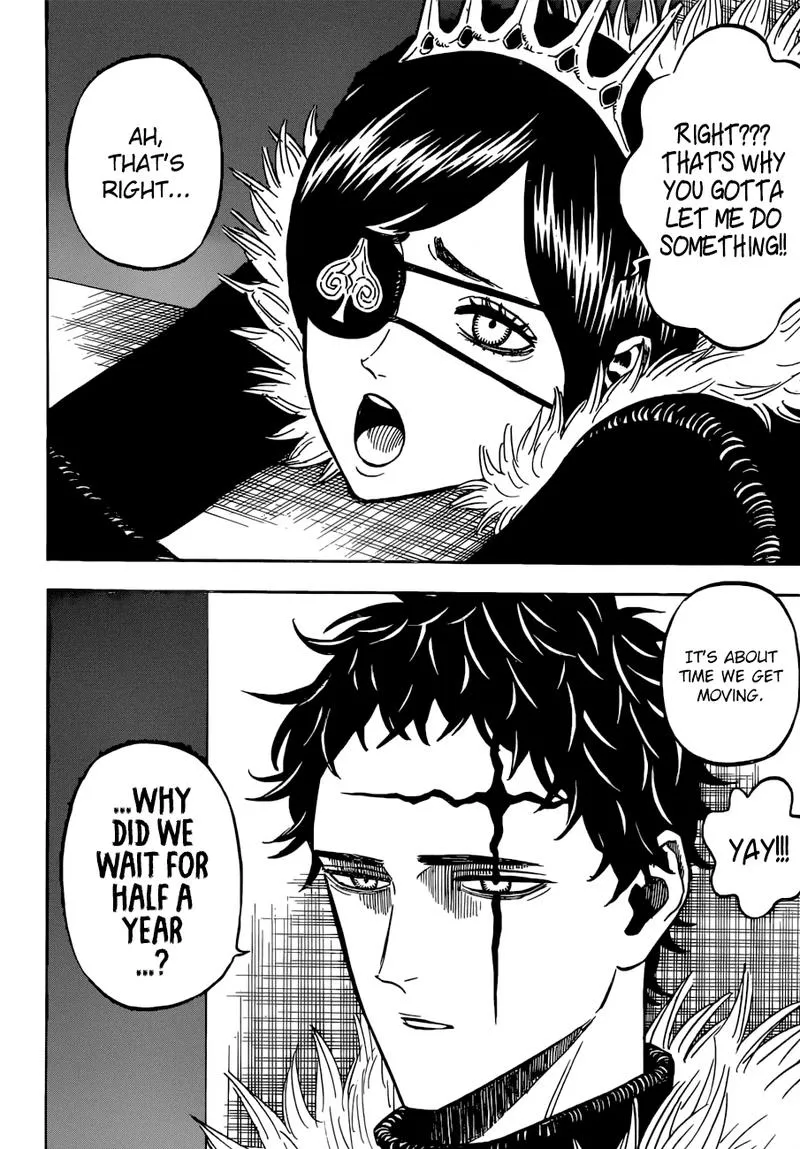 RIGHT???
THAT'S WHY
YOU GOTTA
LET ME DO
SOMETHING!!
AH,
THAT'S
RIGHT...
IT'S ABOUT
TIME WE GET
MOVING.
YAY!!!
...WHY
DID WE
WAIT FOR
HALF A
YEAR
...?